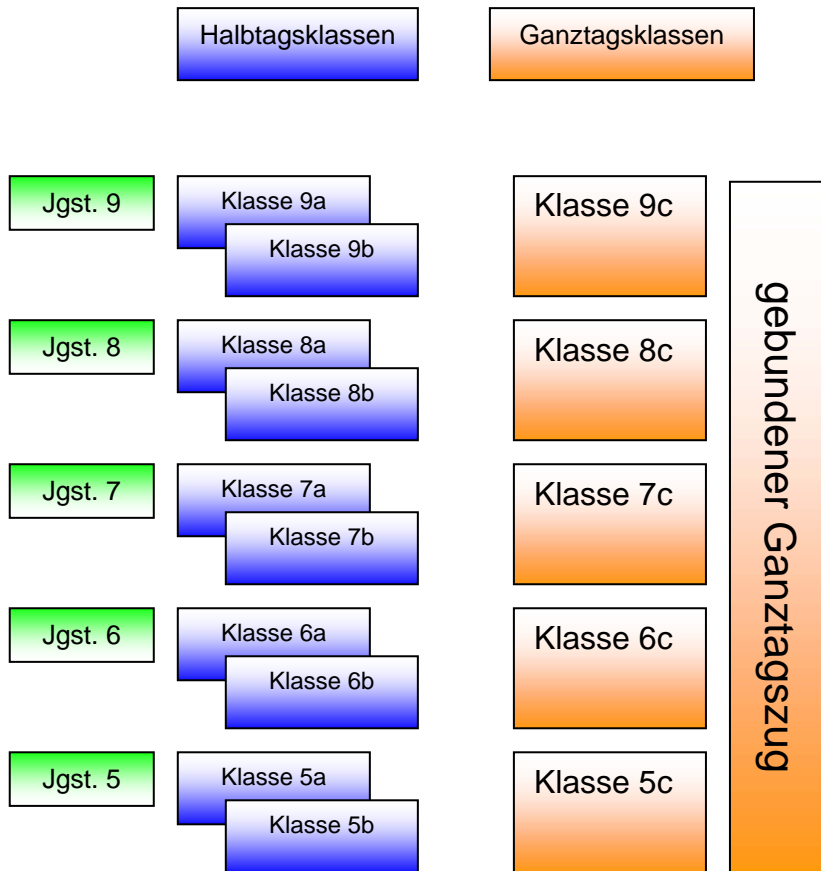 Halbtagsklassen
Ganztagsklassen
Jgst. 9
Klasse 9a
Klasse 9b
Klasse 9c
Jgst. 8
Klasse 8a
Klasse 8b
Klasse 8c
Jgst. 7
Klasse 7a
Klasse 7b
Klasse 7c
Jgst. 6
Klasse 6a
Klasse 6b
Klasse 6c
Jgst. 5
Klasse 5a
Klasse 5b
Klasse 5c
gebundener Ganztagszug